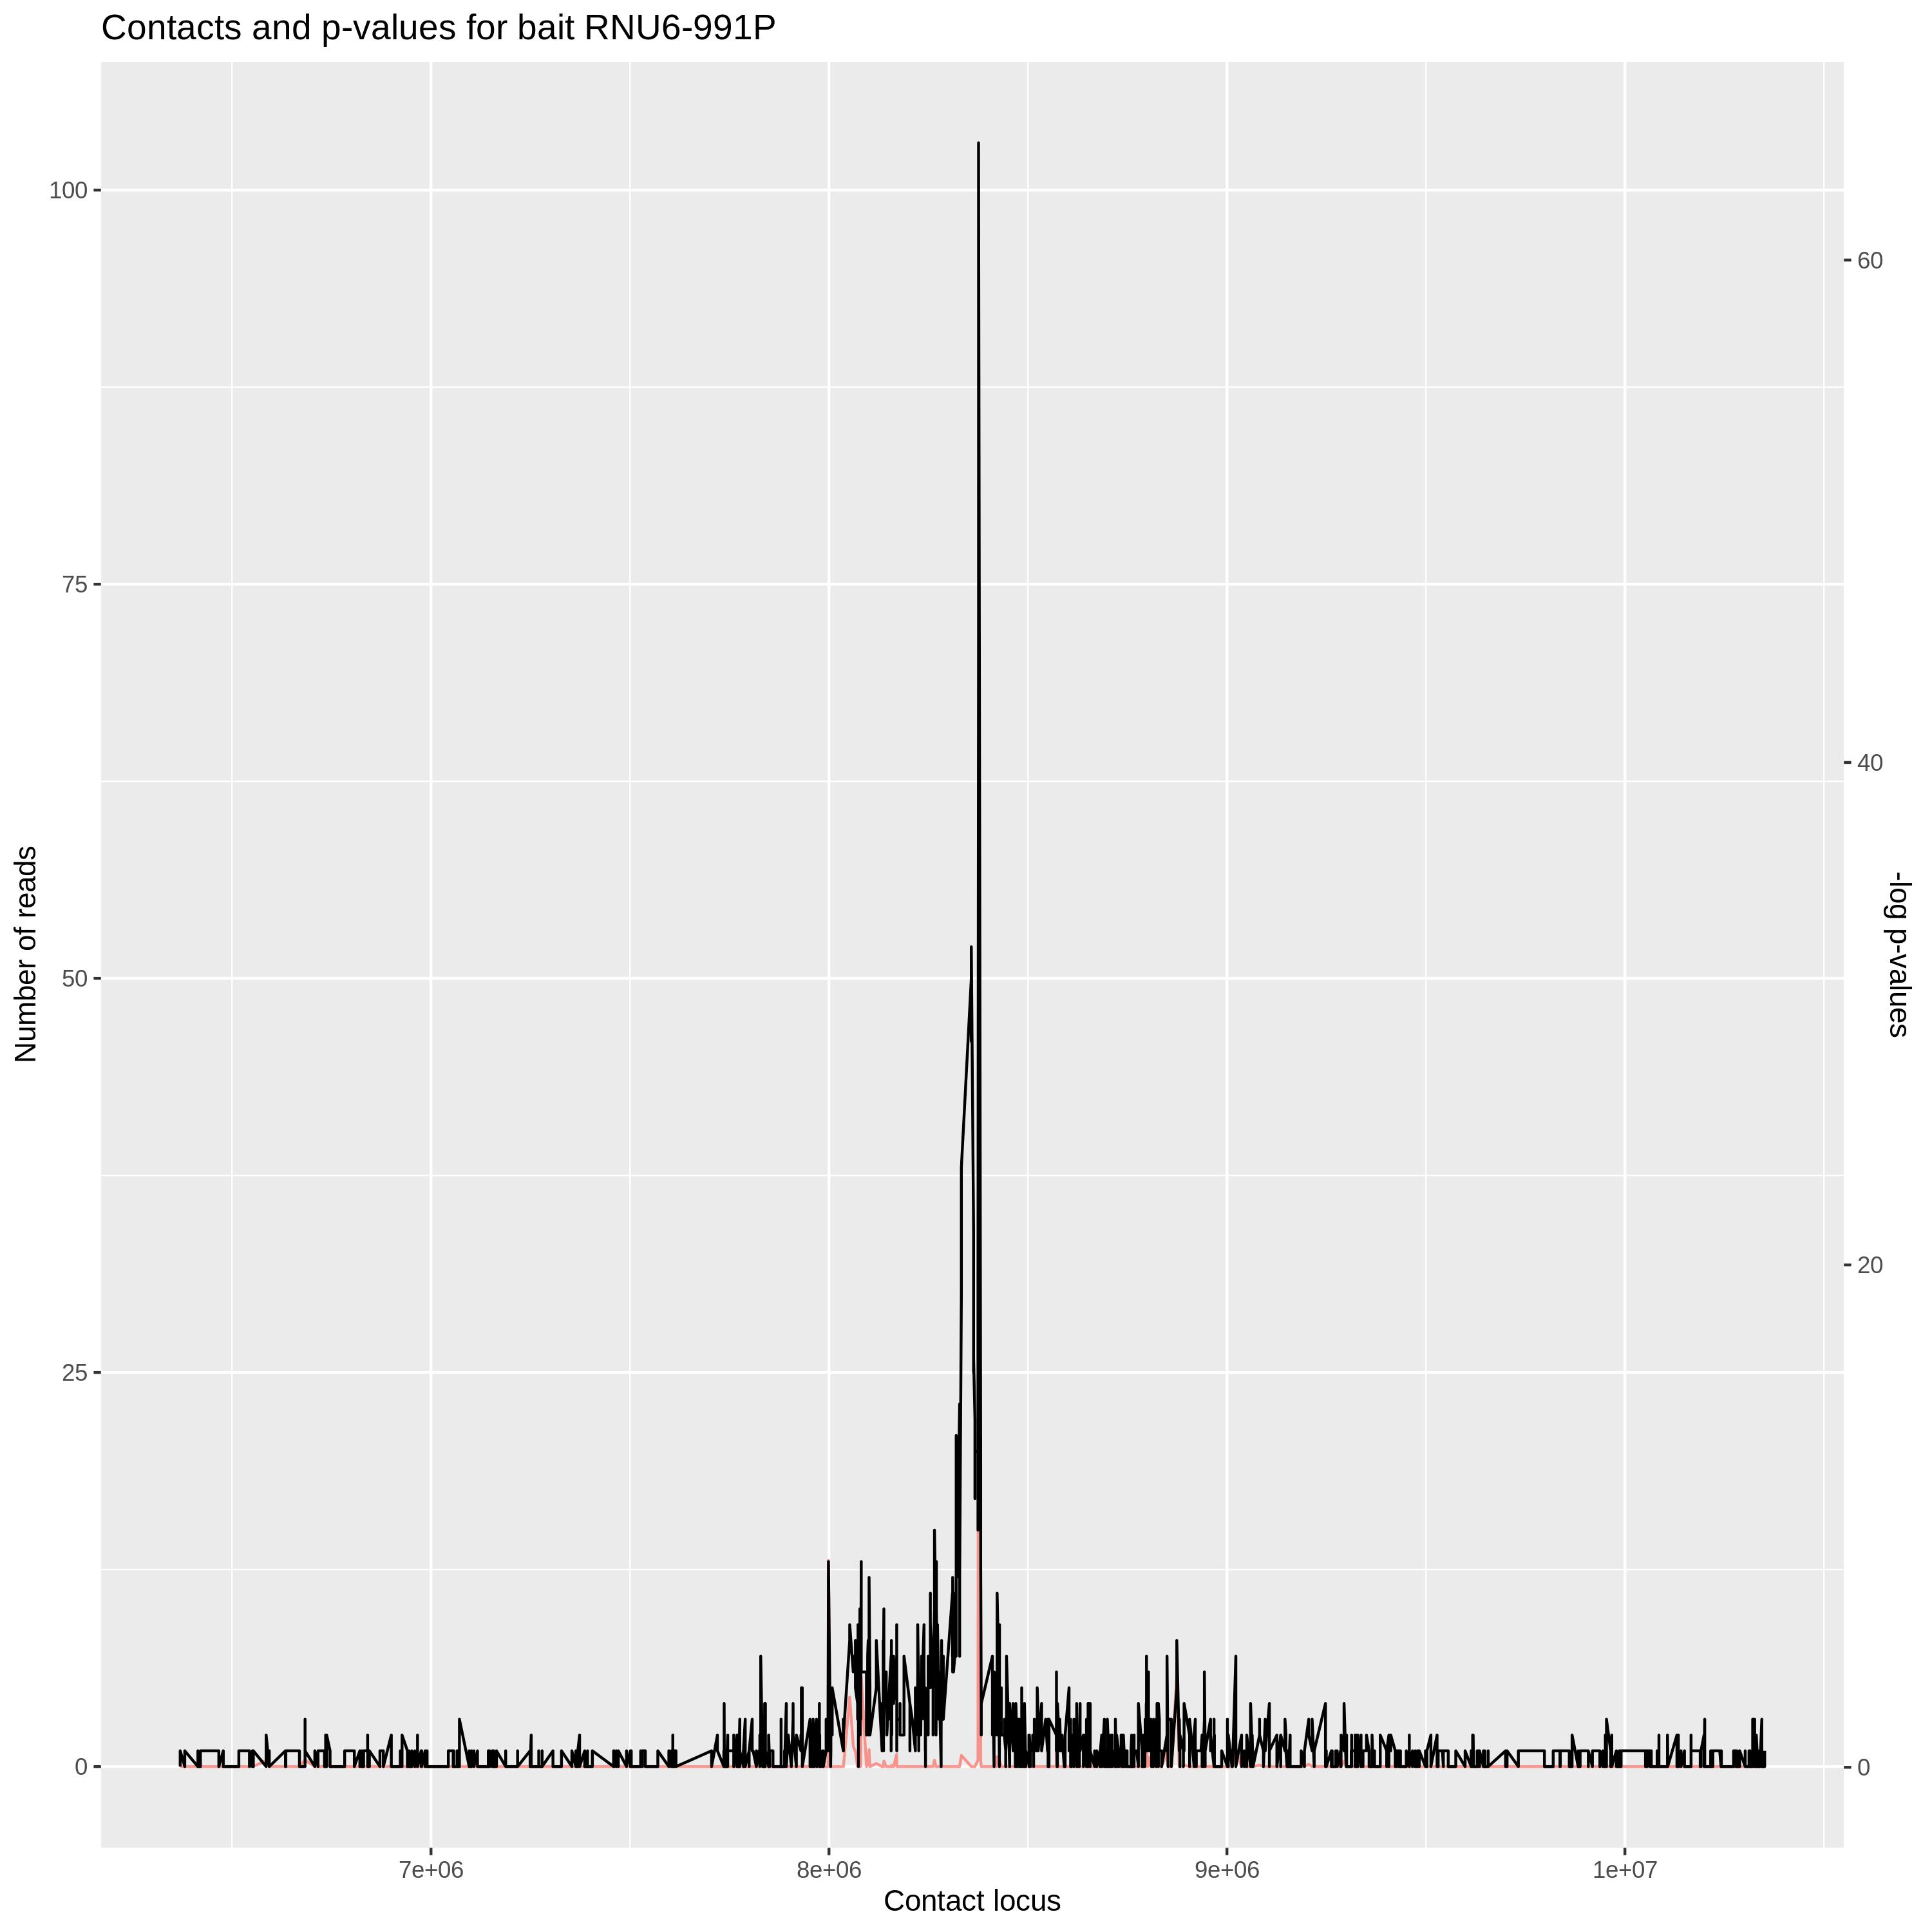 Contacts and p-values for bait RNU6-991P
100
75
50
25
0
Number of reads
60
40
20
0
-log p-values
7e+06
8e+06
9e+06
1e+07
Contact locus